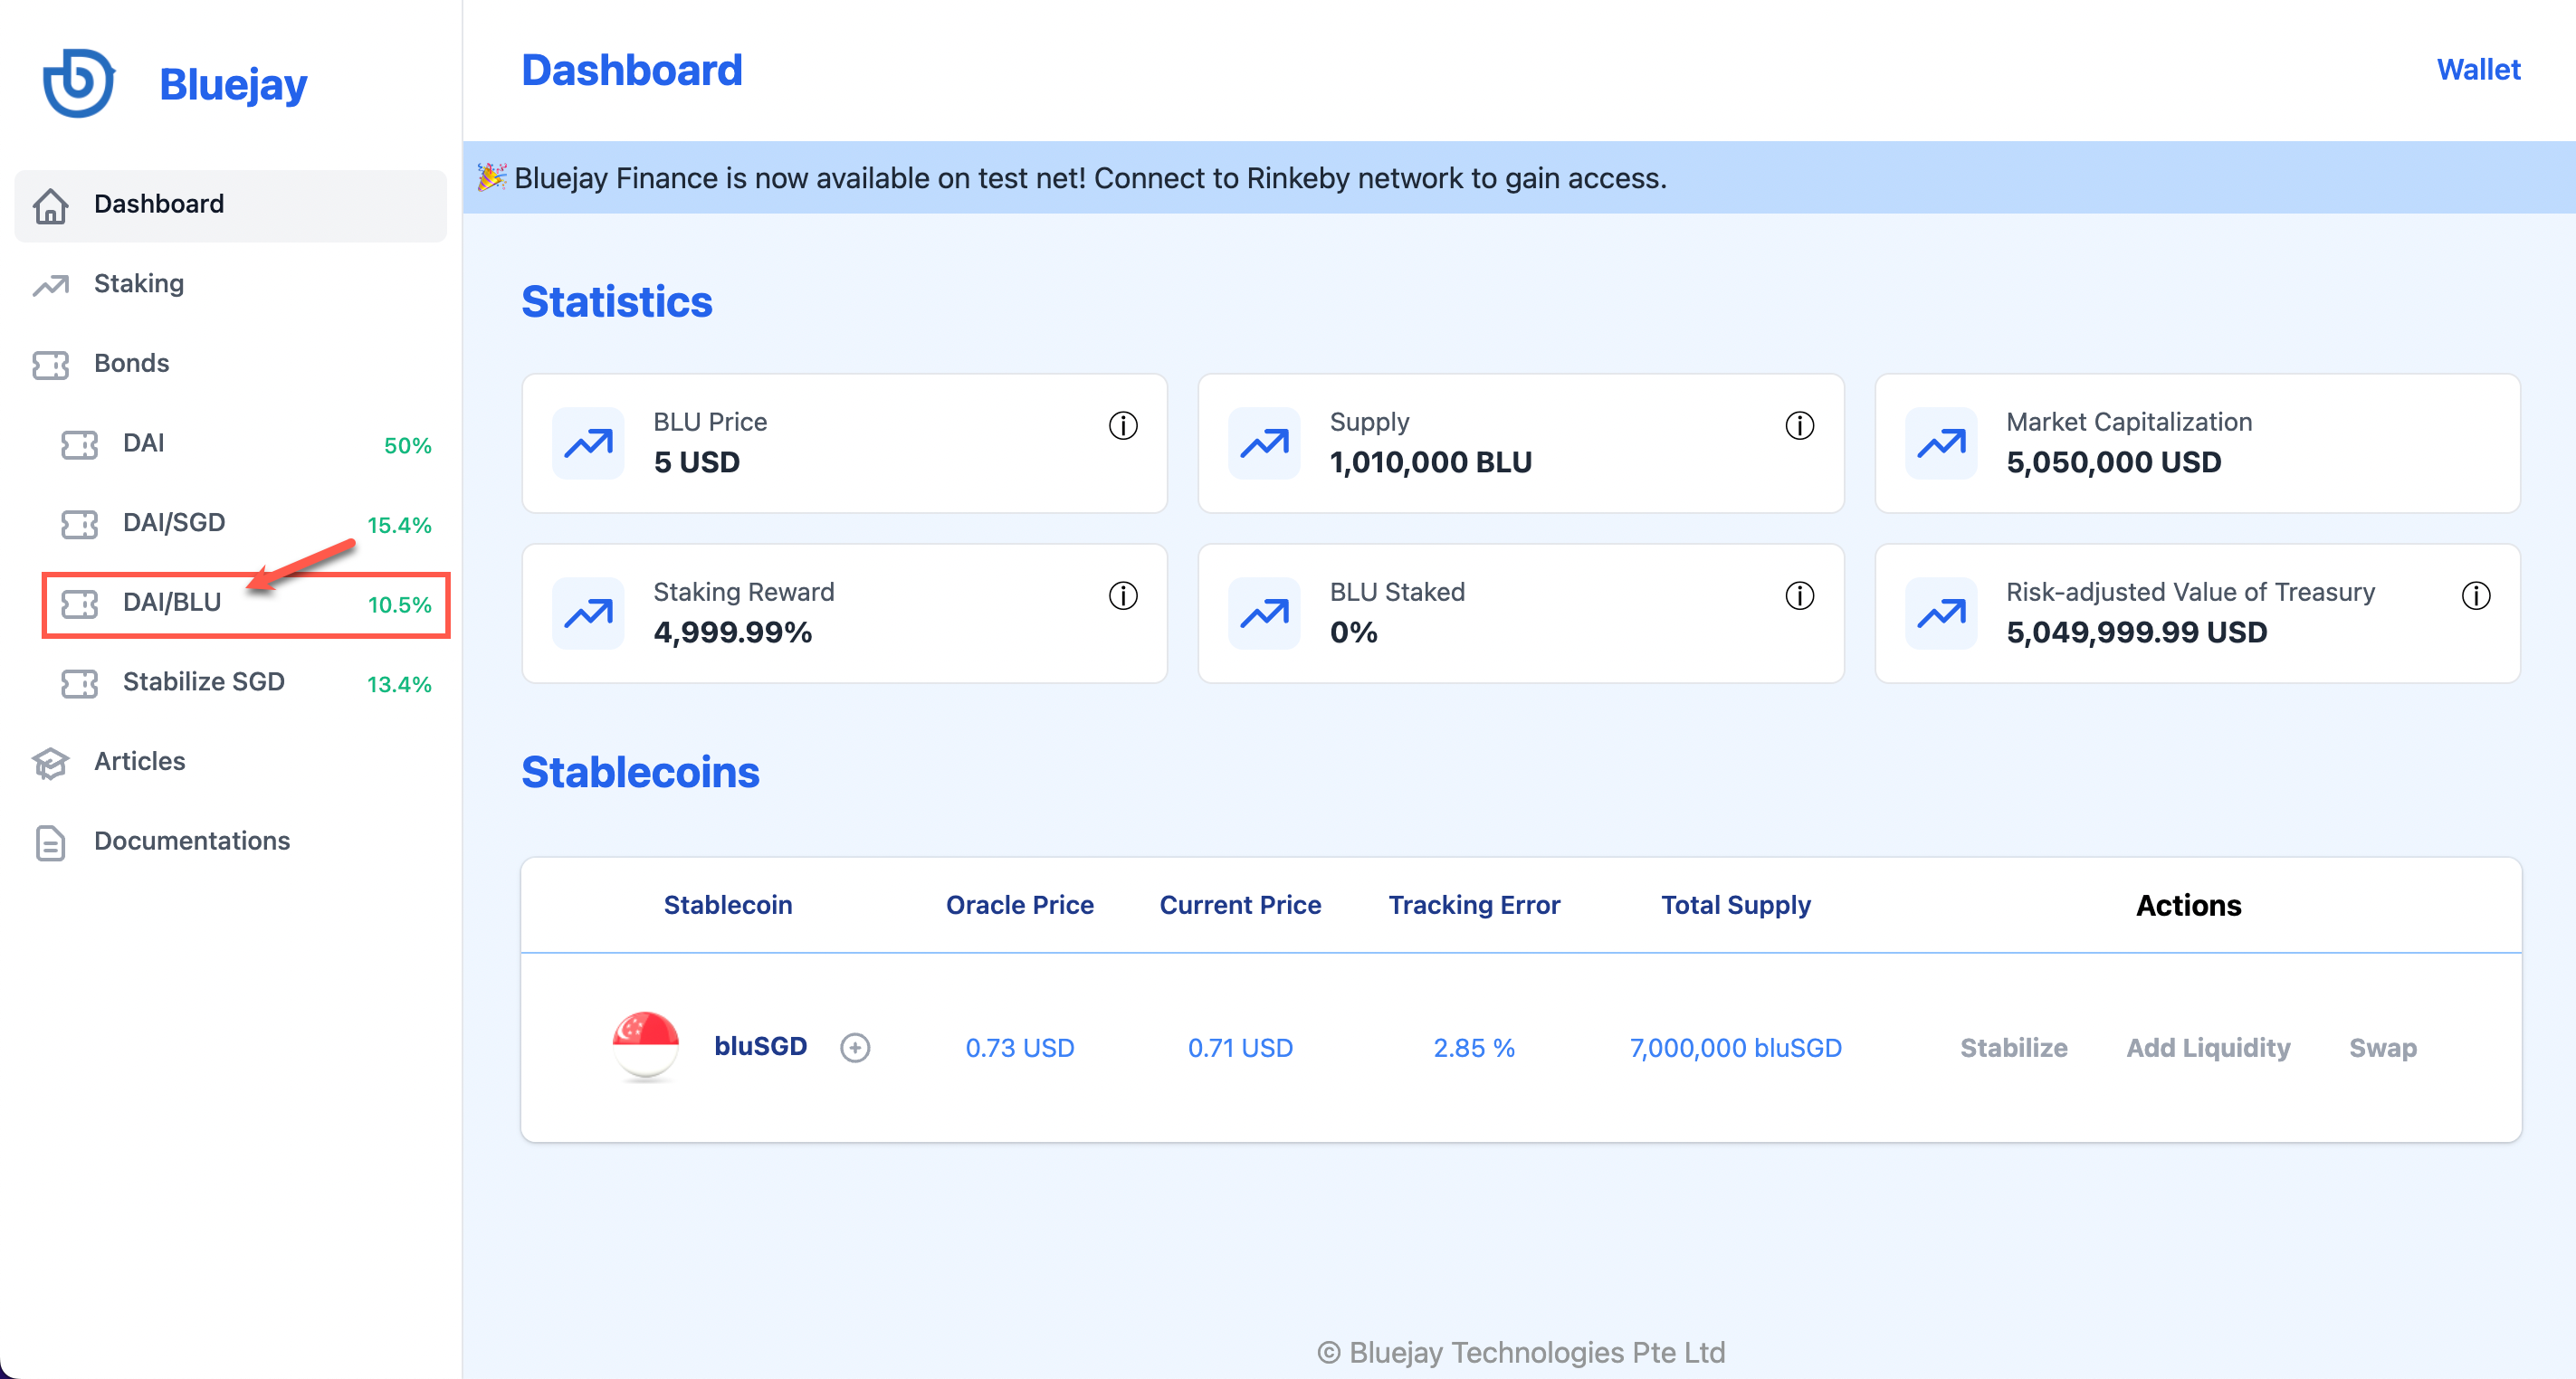 Bluejay
Dashboard
Staking
Bonds
DAI 50%
DAI/SGD 15.4%
DAI/BLU 10.5%
Stabilize SGD 13.4%
Articles
Documentations
Dashboard
Wallet
🎉 Bluejay Finance is now available on test net! Connect to Rinkeby network to gain access.
Statistics
BLU Price
5 USD
Supply
1,010,000 BLU
Market Capitalization
5,050,000 USD
Staking Reward
4,999.99%
BLU Staked
0%
Risk-adjusted Value of Treasury
5,049,999.99 USD
Stablecoins
Stablecoin Oracle Price Current Price Tracking Error Total Supply Actions
bluSGD 0.73 USD 0.71 USD 2.85 % 7,000,000 bluSGD Stabilize Add Liquidity Swap
© Bluejay Technologies Pte Ltd